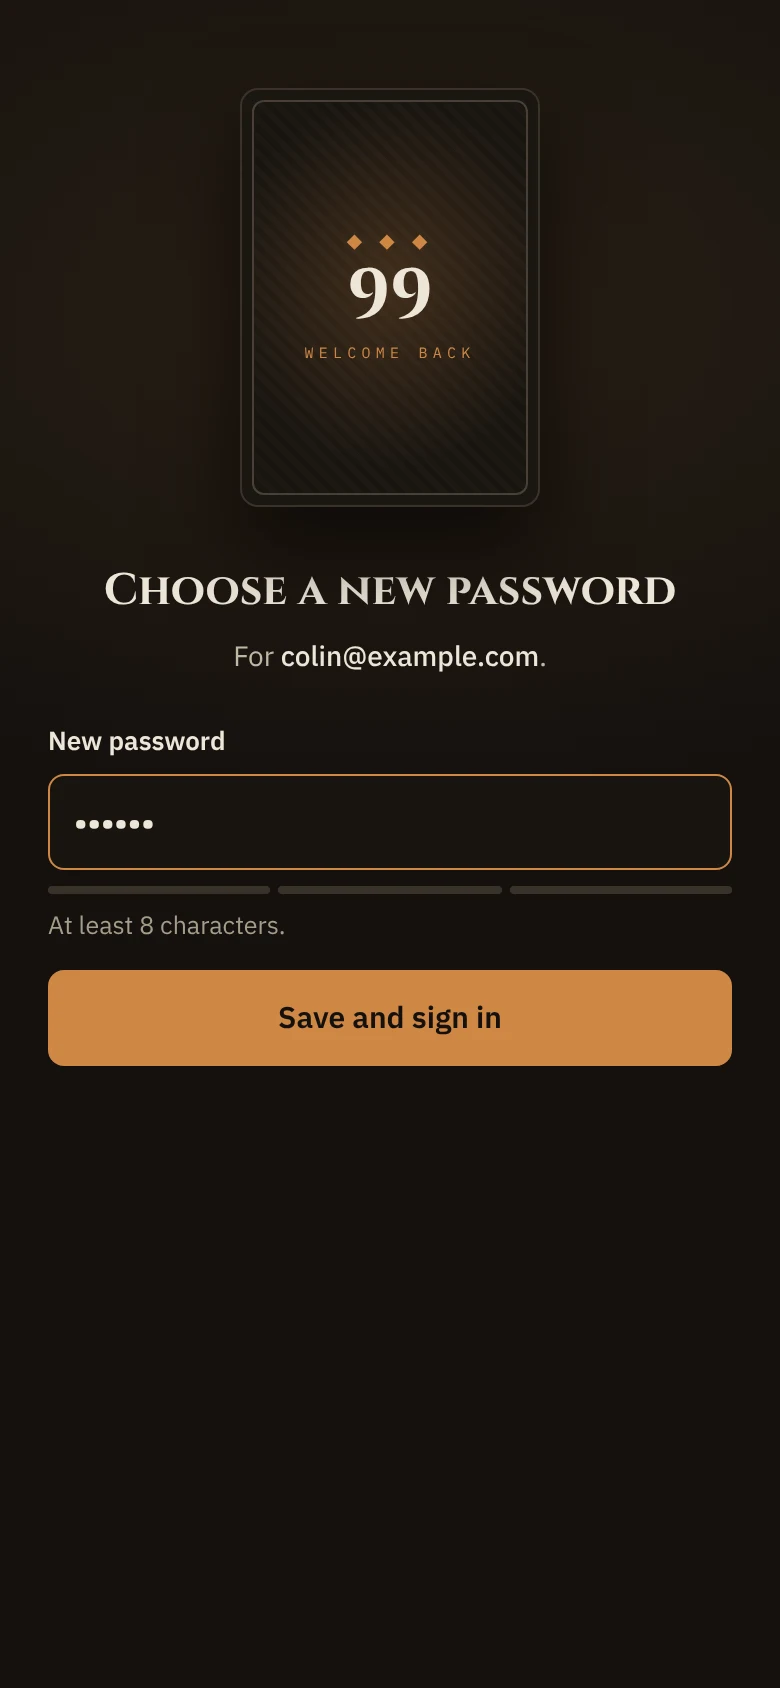 99
WELCOME BACK
Choose a new password
For colin@example.com.
New password
••••••
At least 8 characters.
Save and sign in